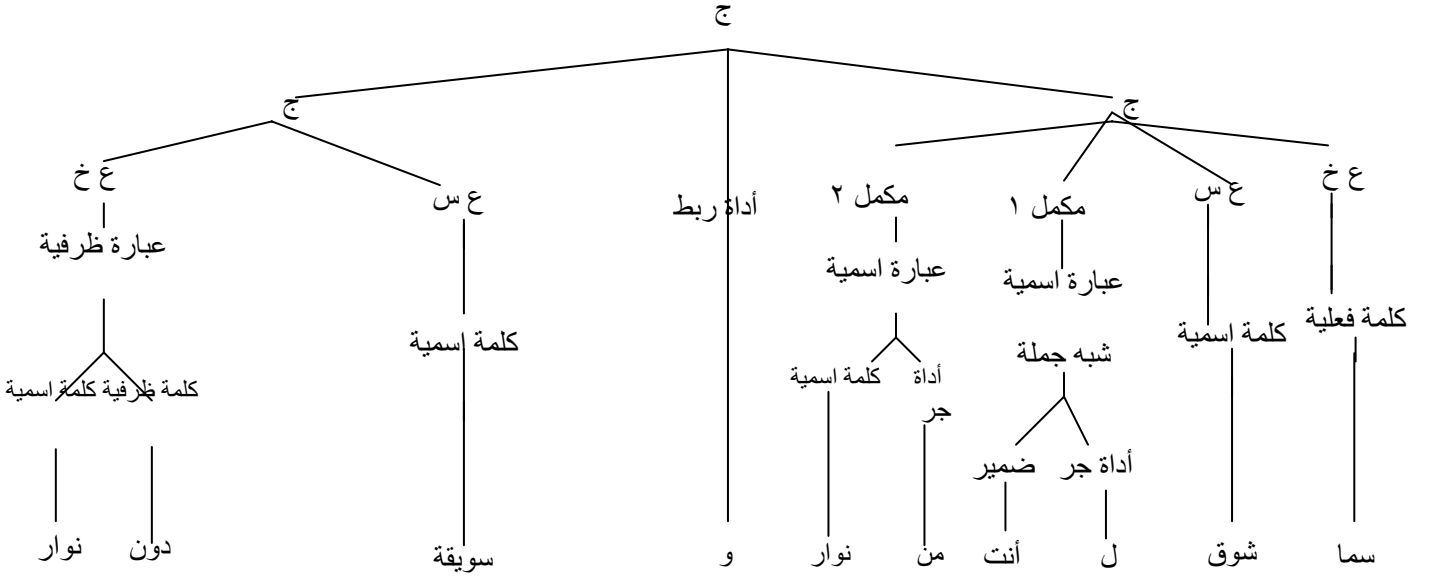 ج
ج ج
ع خ ع س مكمل ١ مكمل ٢ أداة ربط ع س ع خ
عبارة اسمية عبارة اسمية عبارة ظرفية
كلمة فعلية كلمة اسمية شبه جملة كلمة اسمية
أداة جر كلمة اسمية كلمة ظرفية كلمة اسمية
أداة جر ضمير
سما شوق ل أنت من نوار و سويقة دون نوار